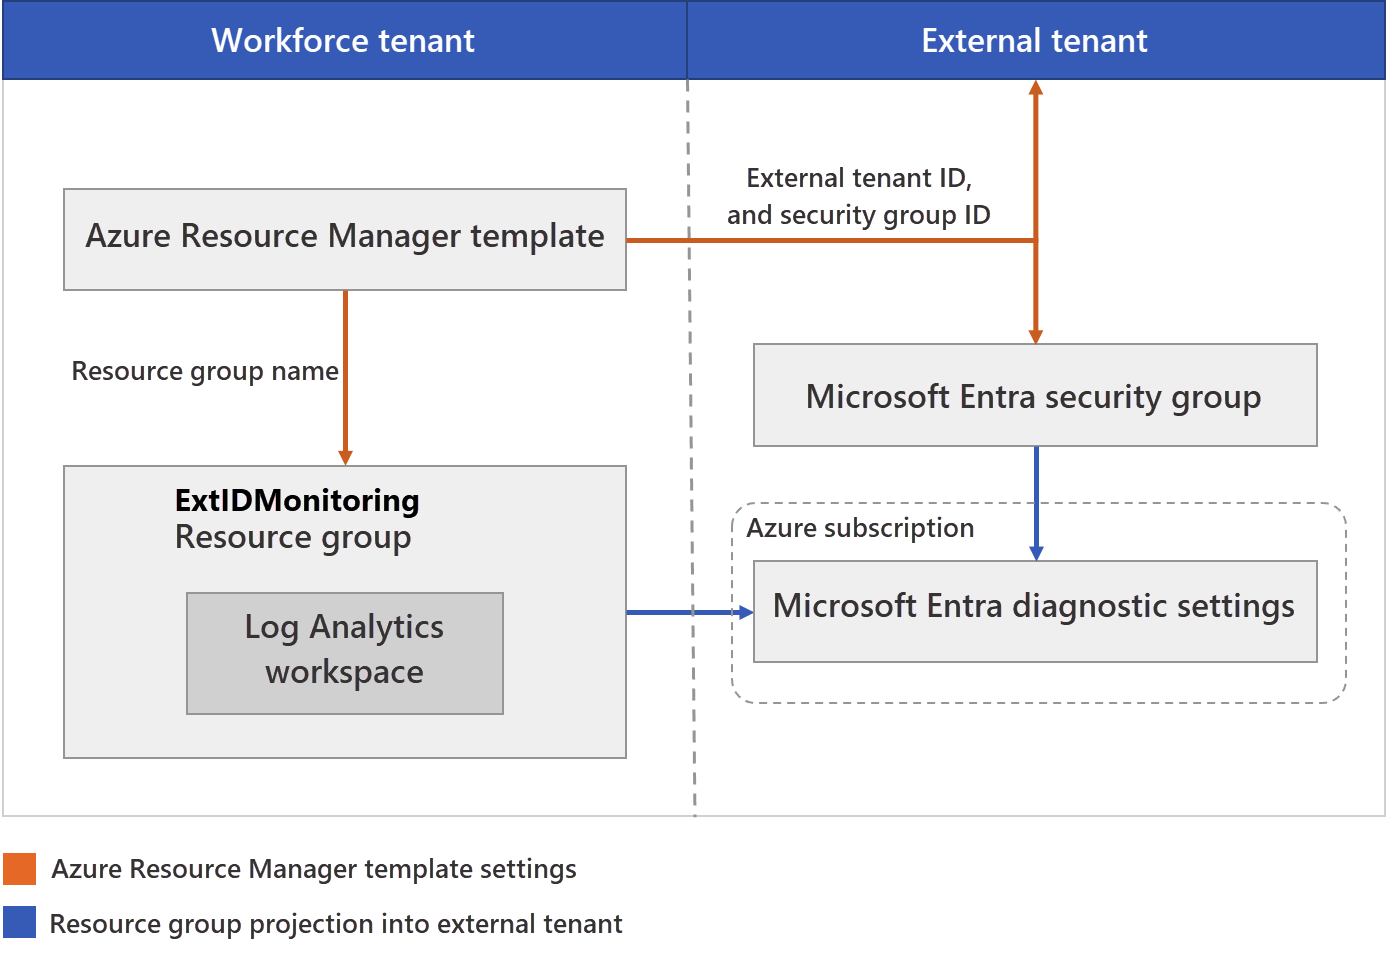 Workforce tenant
External tenant
External tenant ID,
and security group ID
Azure Resource Manager template
Resource group name
Microsoft Entra security group
ExtIDMonitoring
Resource group
Azure subscription
Log Analytics
workspace
Microsoft Entra diagnostic settings
Azure Resource Manager template settings
Resource group projection into external tenant